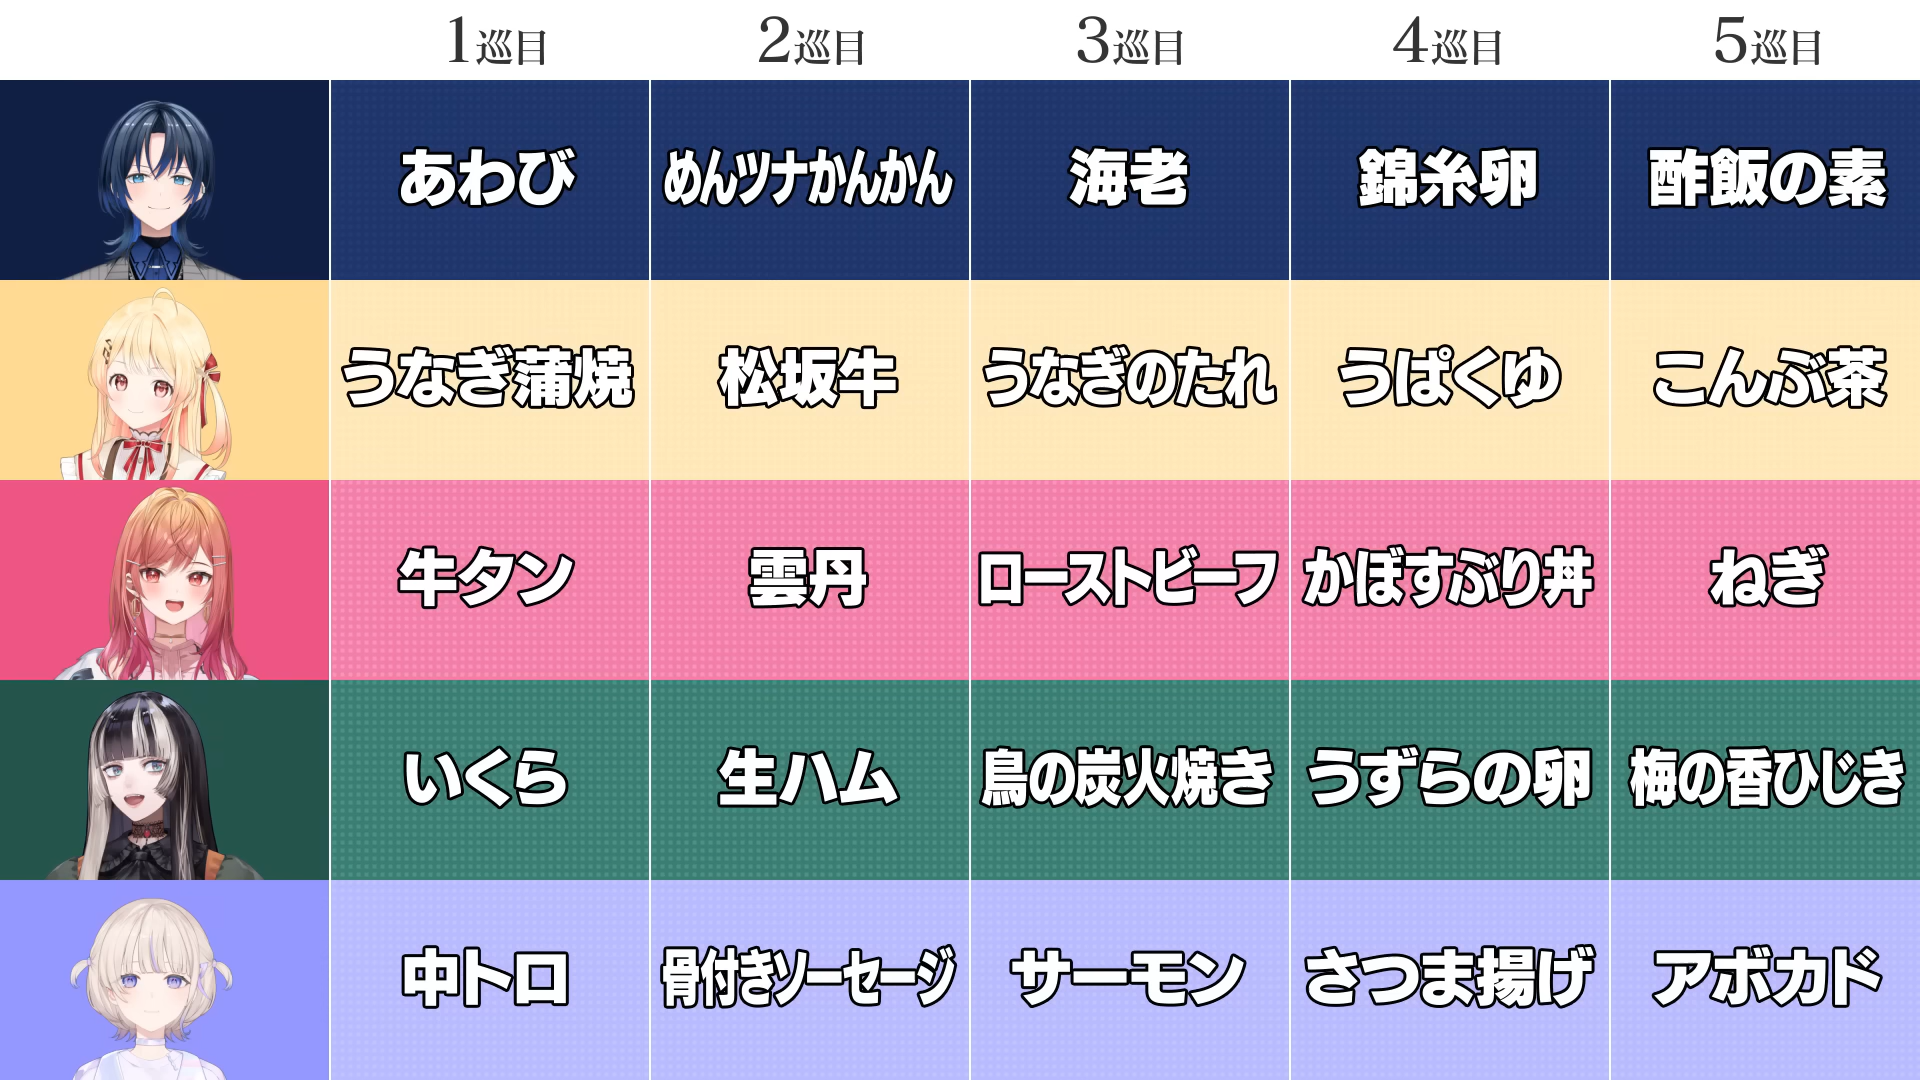 1巡目 2巡目 3巡目 4巡目 5巡目
あわび めんツナかんかん 海老 錦糸卵 酢飯の素
うなぎ蒲焼 松坂牛 うなぎのたれ うぱくゆ こんぶ茶
牛タン 雲丹 ローストビーフ かぼすぶり丼 ねぎ
いくら 生ハム 鳥の炭火焼き うずらの卵 梅の香ひじき
中トロ 骨付きソーセージ サーモン さつま揚げ アボカド